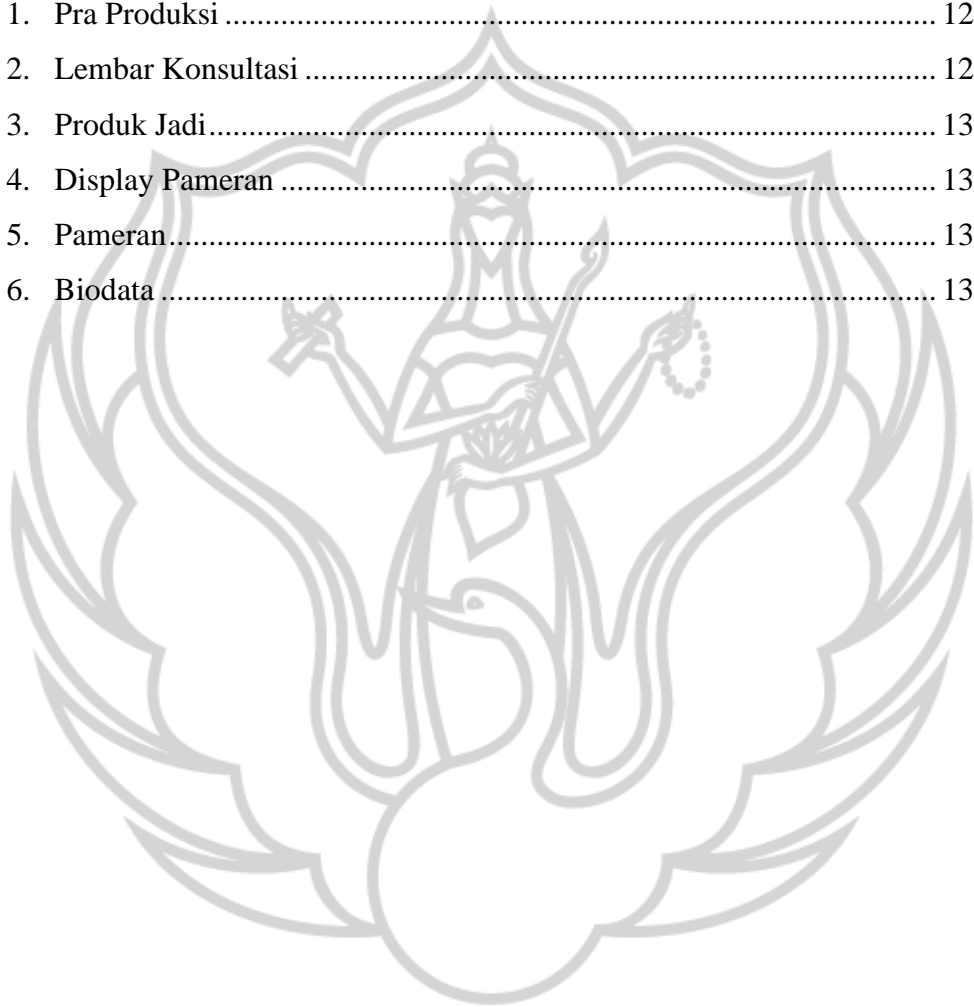 1. Pra Produksi ........................................................................................ 12
2. Lembar Konsultasi .............................................................................. 12
3. Produk Jadi.......................................................................................... 13
4. Display Pameran ................................................................................. 13
5. Pameran............................................................................................... 13
6. Biodata ................................................................................................ 13